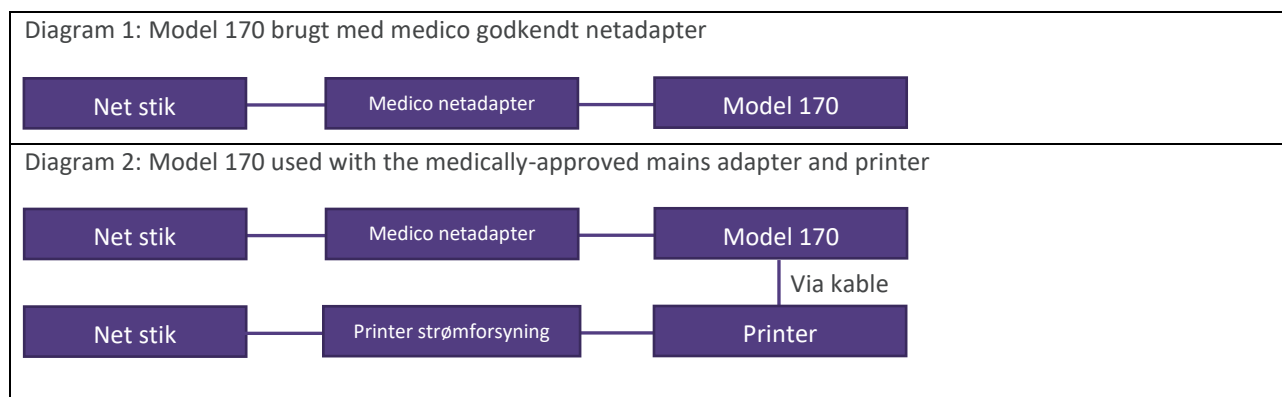 Diagram 1: Model 170 brugt med medico godkendt netadapter
Net stik
Medico netadapter
Model 170
Diagram 2: Model 170 used with the medically-approved mains adapter and printer
Net stik
Medico netadapter
Model 170
Via kable
Net stik
Printer strømforsyning
Printer